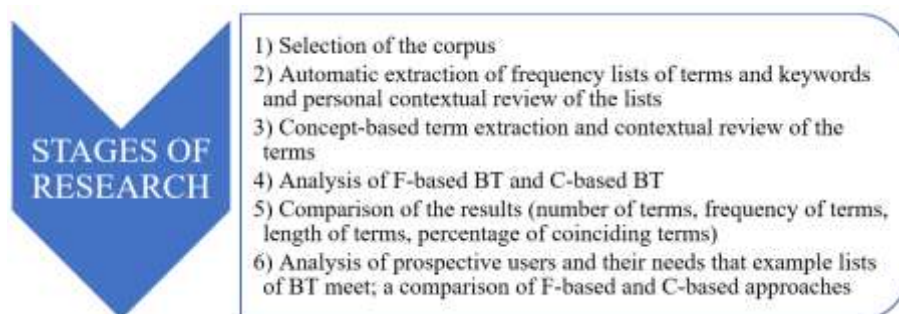 STAGES OF
RESEARCH
1) Selection of the corpus
2) Automatic extraction of frequency lists of terms and keywords
and personal contextual review of the lists
3) Concept-based term extraction and contextual review of the
terms
4) Analysis of F-based BT and C-based BT
5) Comparison of the results (number of terms, frequency of terms,
length of terms, percentage of coinciding terms)
6) Analysis of prospective users and their needs that example lists
of BT meet; a comparison of F-based and C-based approaches